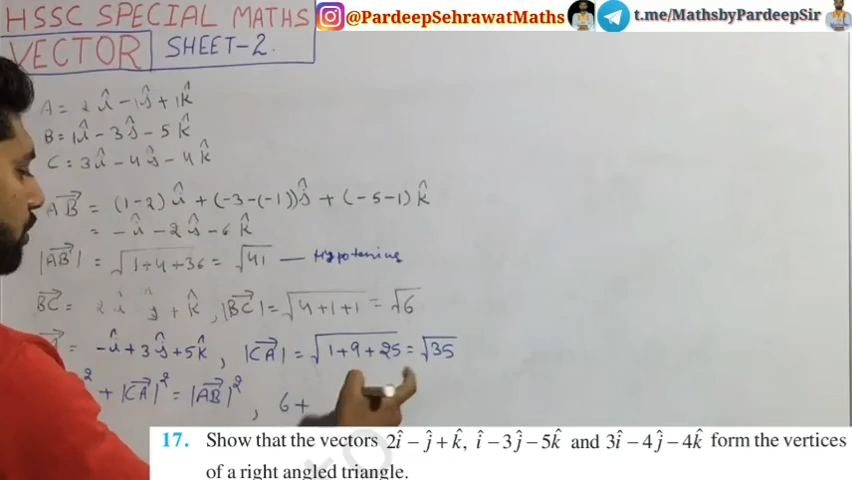 HSSC SPECIAL MATHS
@PardeepSehrawatMaths
t.me/MathsbyPardeepSir
VECTOR SHEET-2.
A = 2î - 1ĵ + 1k̂
B = 1î - 3ĵ - 5k̂
C = 3î - 4ĵ - 4k̂
AB⃗ = (1-2)î + (-3-(-1))ĵ + (-5-1)k̂
= -î - 2ĵ - 6k̂
|AB⃗| = √1+4+36 = √41 — Hypotenius
BC⃗ = 2î ĵ + k̂, |BC⃗| = √4+1+1 = √6
= -î + 3ĵ + 5k̂, |CA⃗| = √1+9+25 = √35
² + |CA⃗|² = |AB⃗|², 6+
17. Show that the vectors 2î − ĵ + k̂, î − 3ĵ − 5k̂ and 3î − 4ĵ − 4k̂ form the vertices
of a right angled triangle.